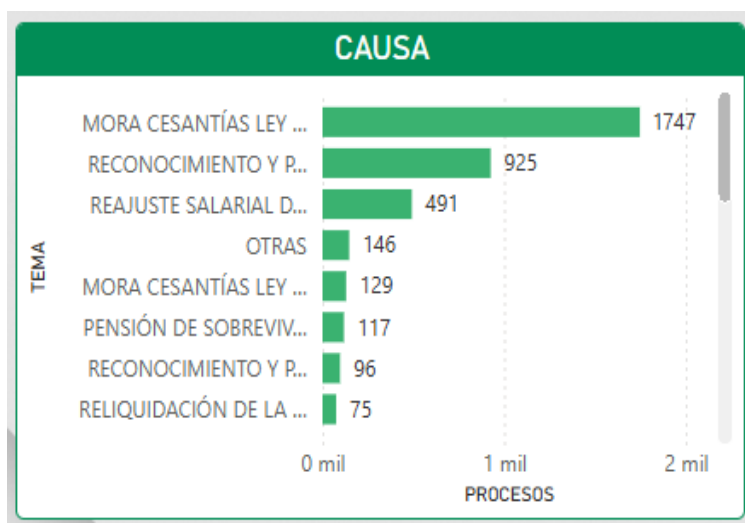 CAUSA
MORA CESANTÍAS LEY ... 1747
RECONOCIMIENTO Y P... 925
REAJUSTE SALARIAL D... 491
OTRAS 146
MORA CESANTÍAS LEY ... 129
PENSIÓN DE SOBREVIV... 117
RECONOCIMIENTO Y P... 96
RELIQUIDACIÓN DE LA ... 75
TEMA
0 mil 1 mil 2 mil
PROCESOS